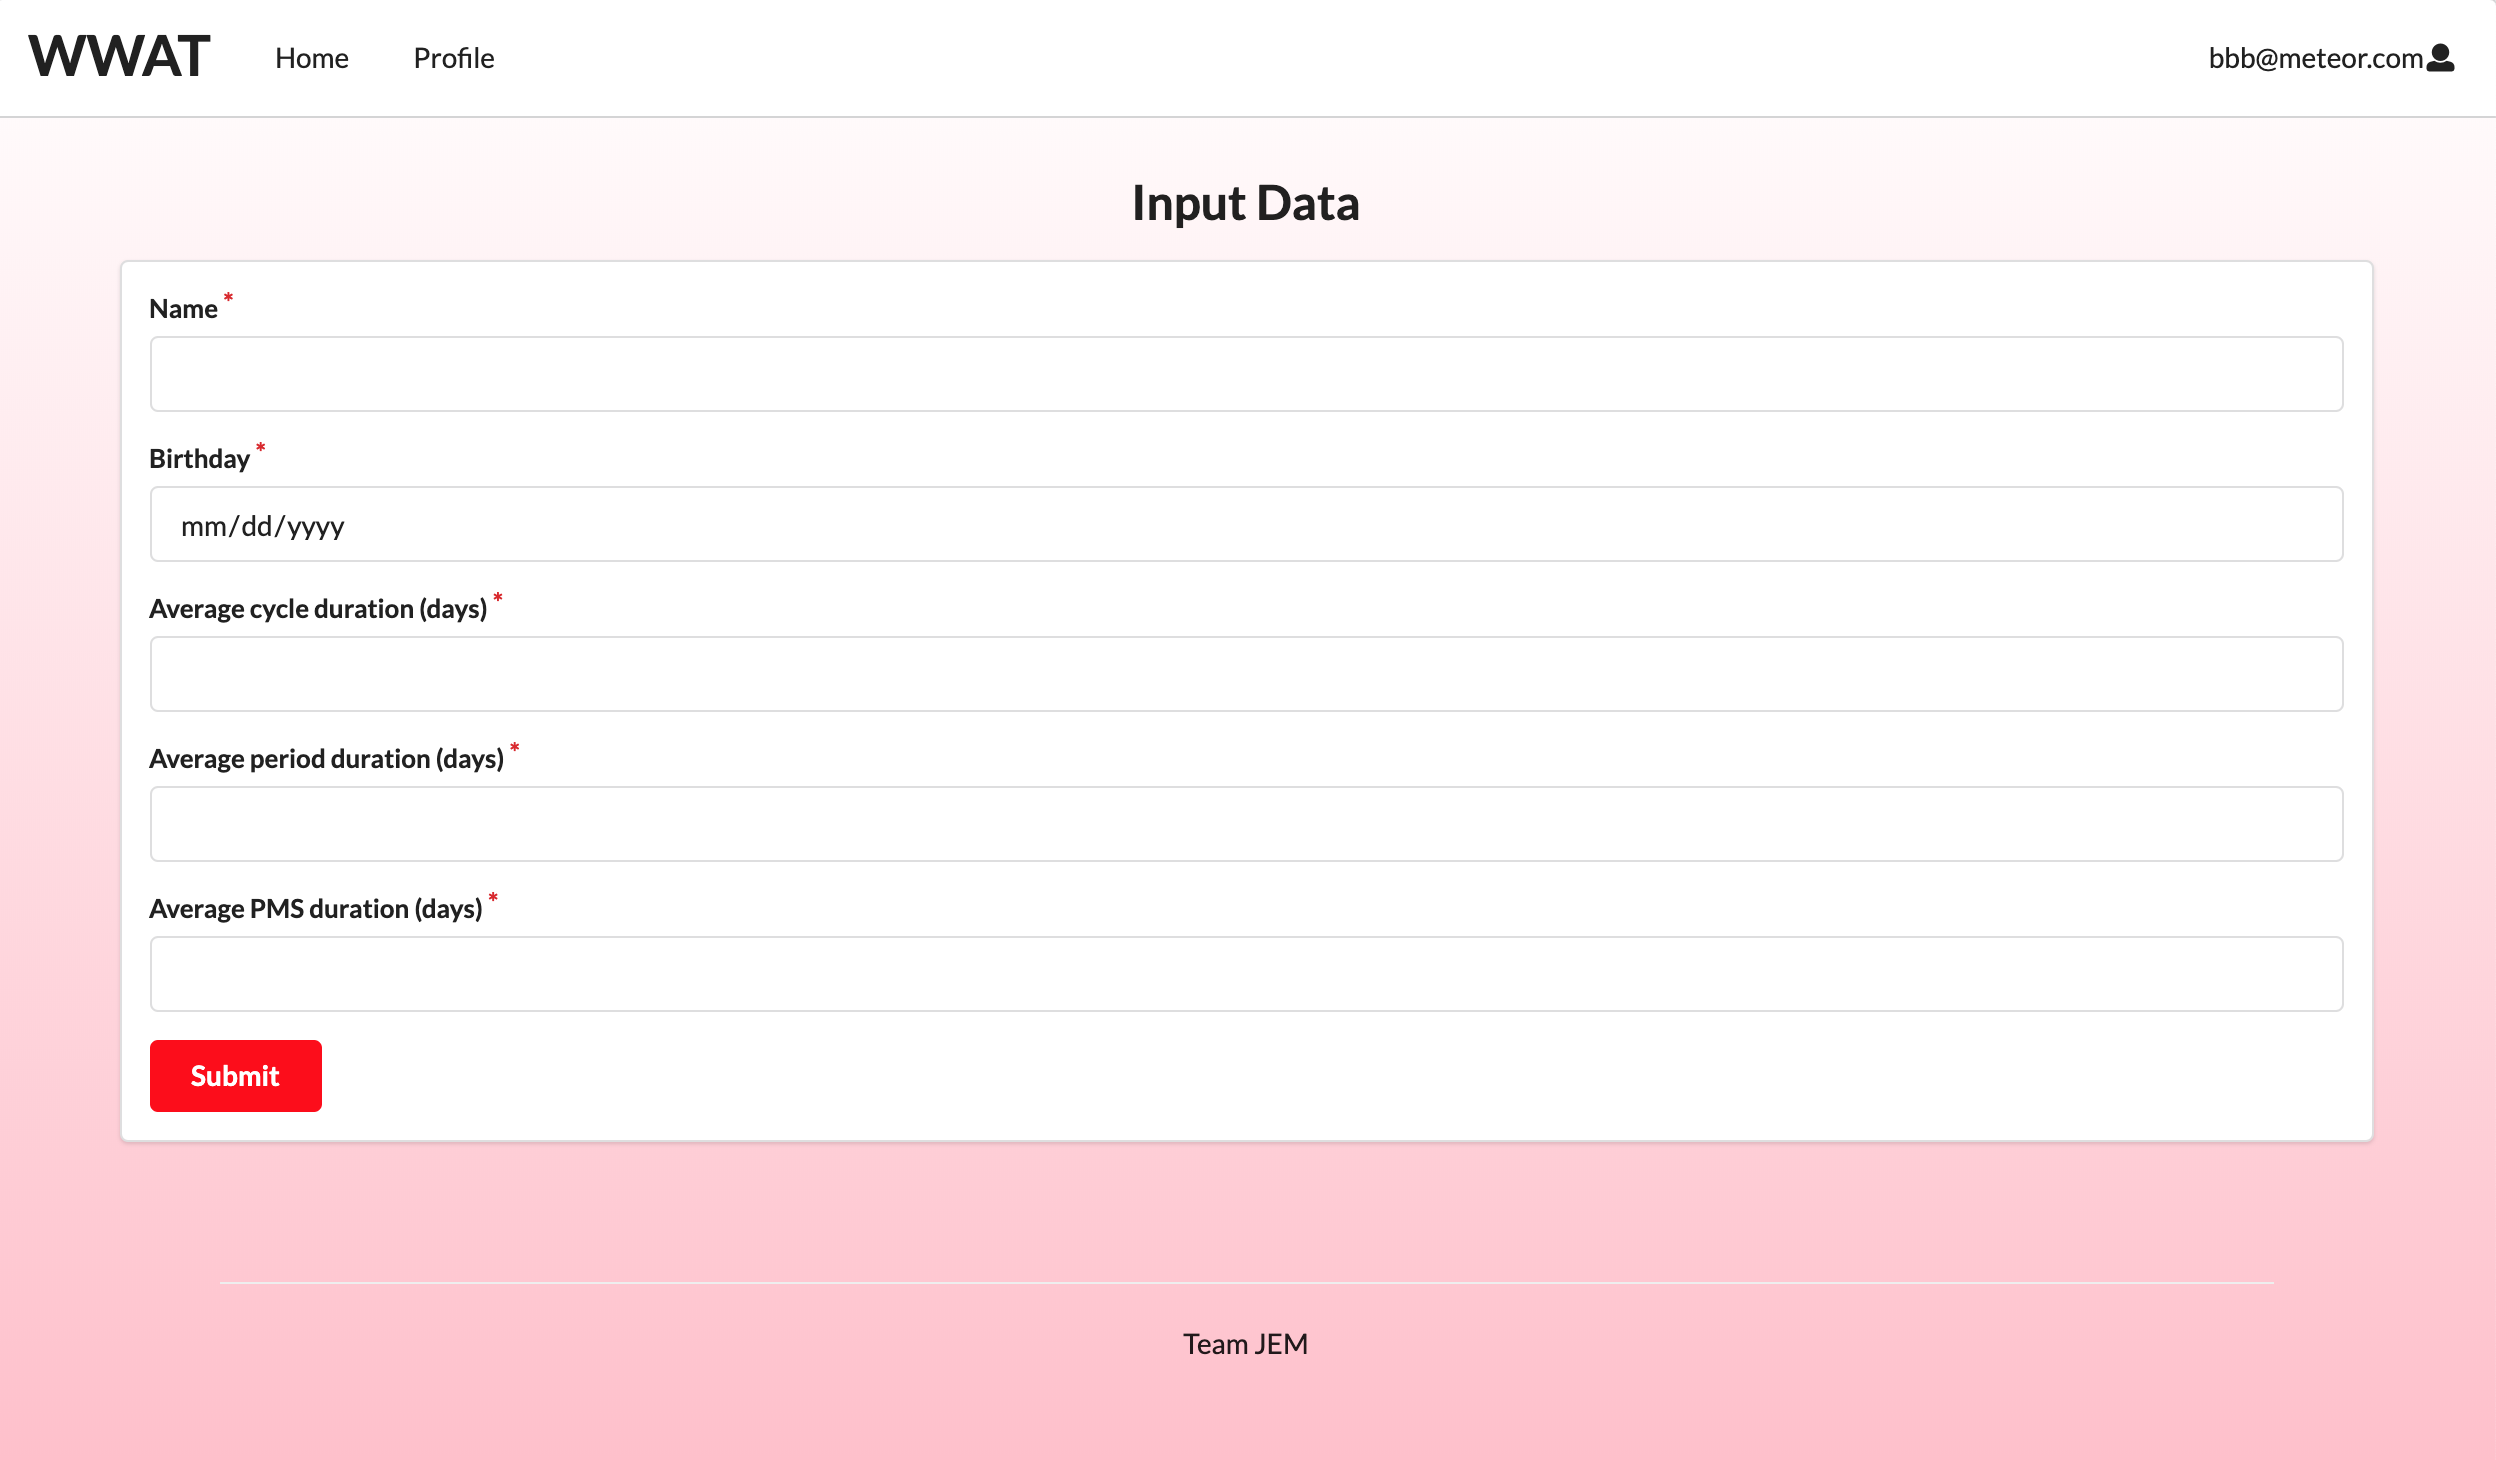 WWAT Home Profile bbb@meteor.com
Input Data
Name *
Birthday *
mm/dd/yyyy
Average cycle duration (days) *
Average period duration (days) *
Average PMS duration (days) *
Submit
Team JEM